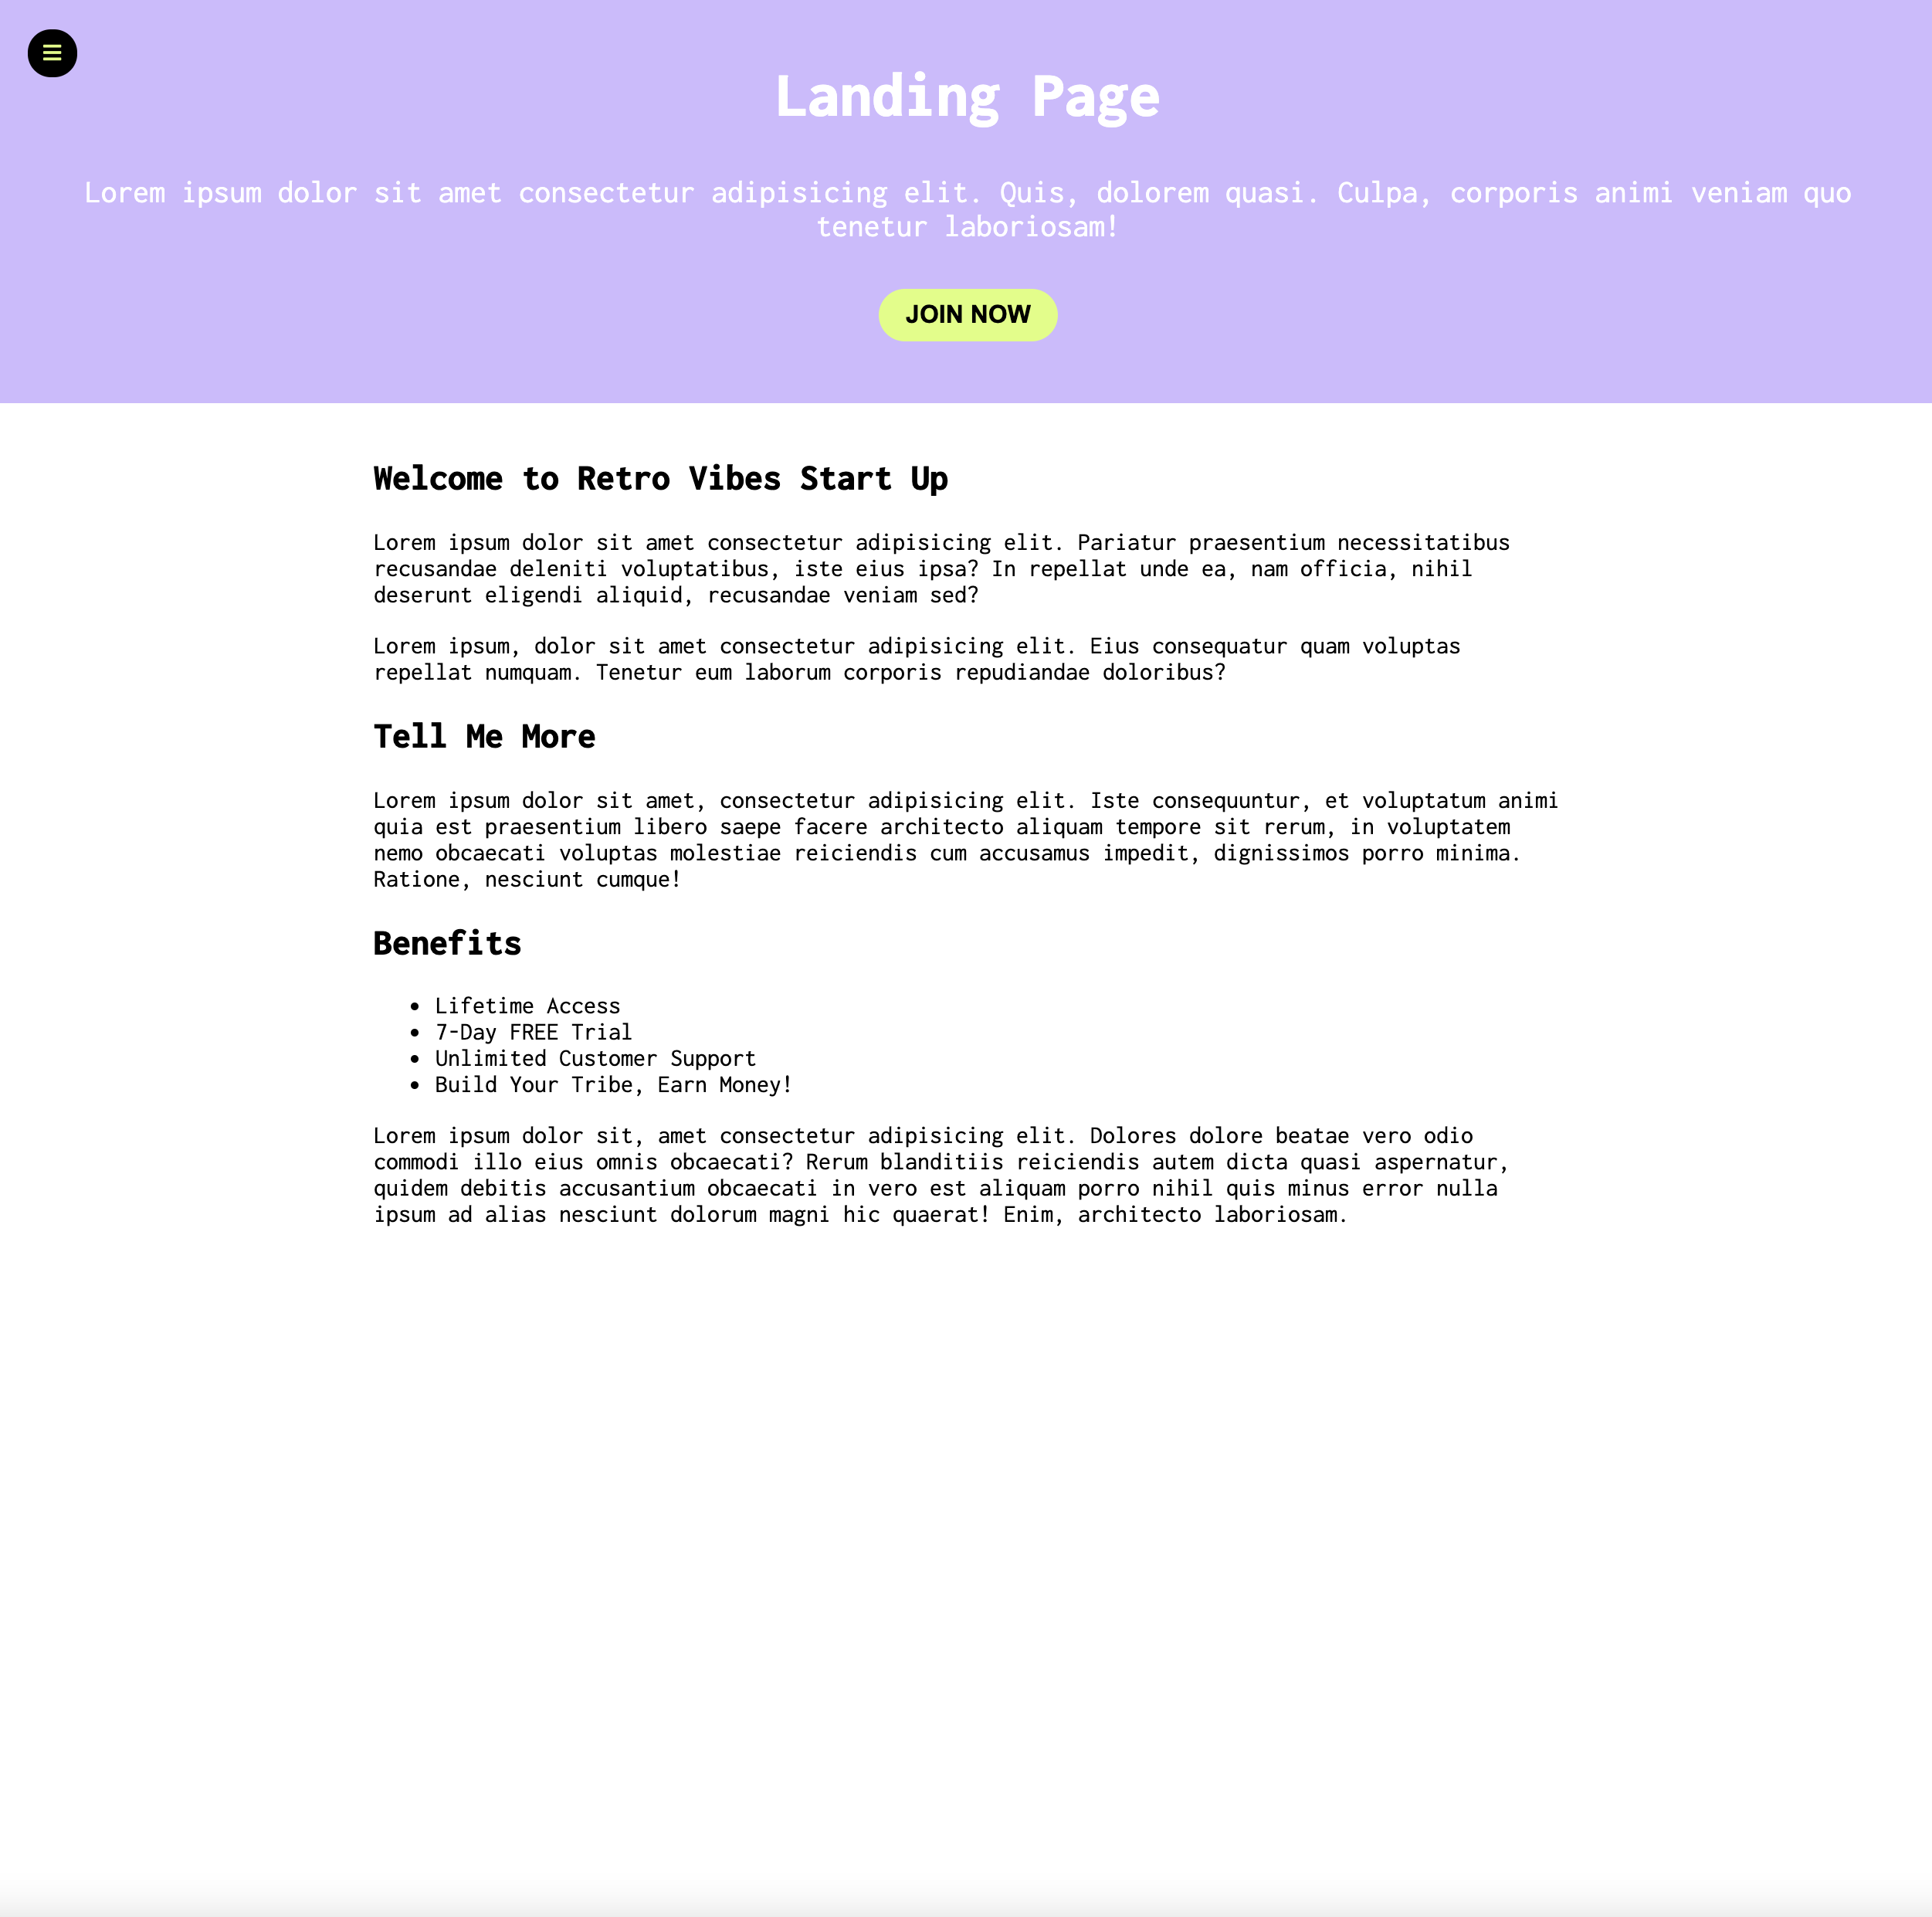 Landing Page
Lorem ipsum dolor sit amet consectetur adipisicing elit. Quis, dolorem quasi. Culpa, corporis animi veniam quo
tenetur laboriosam!
JOIN NOW
Welcome to Retro Vibes Start Up
Lorem ipsum dolor sit amet consectetur adipisicing elit. Pariatur praesentium necessitatibus
recusandae deleniti voluptatibus, iste eius ipsa? In repellat unde ea, nam officia, nihil
deserunt eligendi aliquid, recusandae veniam sed?
Lorem ipsum, dolor sit amet consectetur adipisicing elit. Eius consequatur quam voluptas
repellat numquam. Tenetur eum laborum corporis repudiandae doloribus?
Tell Me More
Lorem ipsum dolor sit amet, consectetur adipisicing elit. Iste consequuntur, et voluptatum animi
quia est praesentium libero saepe facere architecto aliquam tempore sit rerum, in voluptatem
nemo obcaecati voluptas molestiae reiciendis cum accusamus impedit, dignissimos porro minima.
Ratione, nesciunt cumque!
Benefits
• Lifetime Access
• 7-Day FREE Trial
• Unlimited Customer Support
• Build Your Tribe, Earn Money!
Lorem ipsum dolor sit, amet consectetur adipisicing elit. Dolores dolore beatae vero odio
commodi illo eius omnis obcaecati? Rerum blanditiis reiciendis autem dicta quasi aspernatur,
quidem debitis accusantium obcaecati in vero est aliquam porro nihil quis minus error nulla
ipsum ad alias nesciunt dolorum magni hic quaerat! Enim, architecto laboriosam.